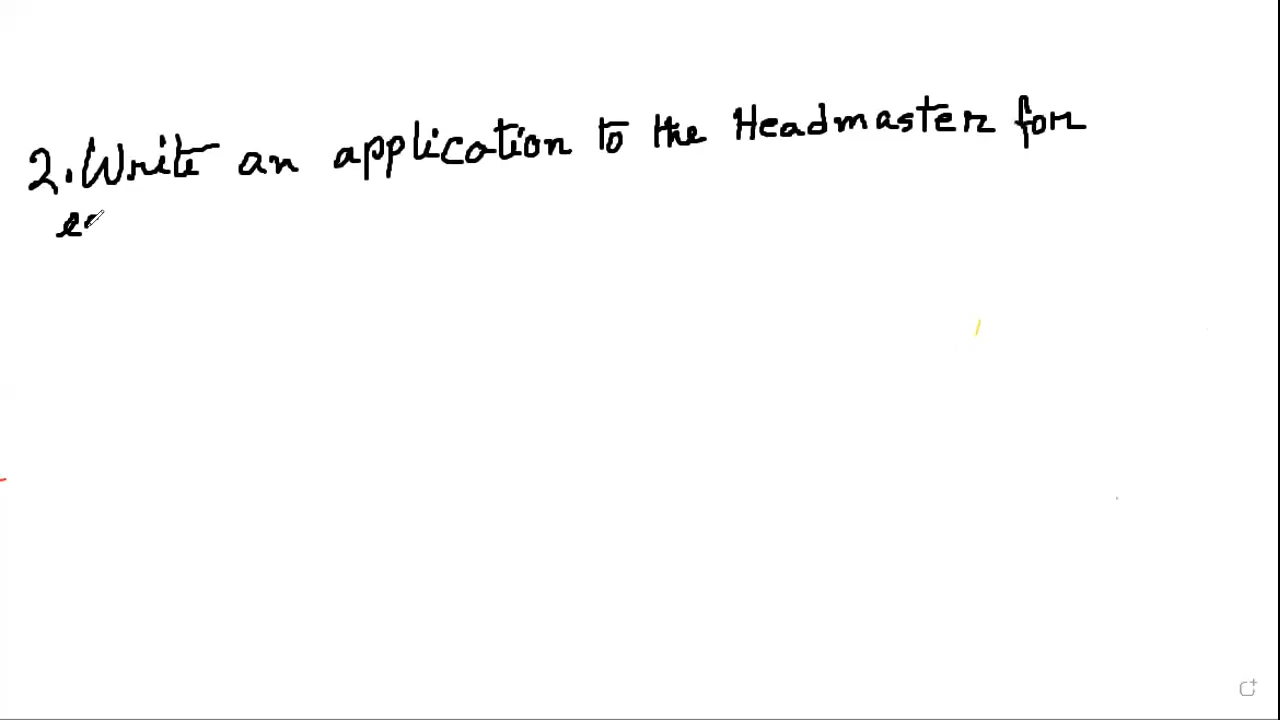 2. Write an application to the Headmaster for